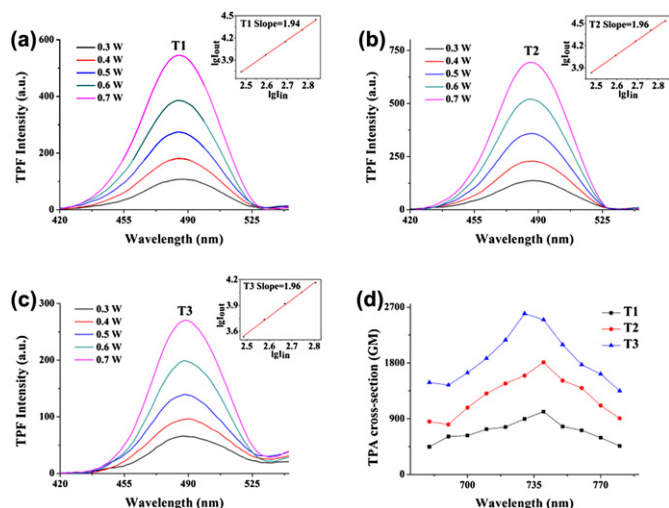 (a)
T1
0.3 W
0.4 W
0.5 W
0.6 W
0.7 W
TPF Intensity (a.u.)
600
400
200
0
420 455 490 525
Wavelength (nm)
T1 Slope=1.94
lgIout
4.5
4.2
3.9
2.5 2.6 2.7 2.8
lgIin
(b)
T2
0.3 W
0.4 W
0.5 W
0.6 W
0.7 W
TPF Intensity (a.u.)
750
500
250
0
420 455 490 525
Wavelength (nm)
T2 Slope=1.96
lgIout
4.5
4.2
3.9
2.5 2.6 2.7 2.8
lgIin
(c)
T3
0.3 W
0.4 W
0.5 W
0.6 W
0.7 W
TPF Intensity (a.u.)
300
200
100
0
420 455 490 525
Wavelength (nm)
T3 Slope=1.96
lgIout
4.2
3.9
3.6
2.5 2.6 2.7 2.8
lgIin
(d)
T1
T2
T3
TPA cross-section (GM)
2700
1800
900
0
700 735 770
Wavelength (nm)